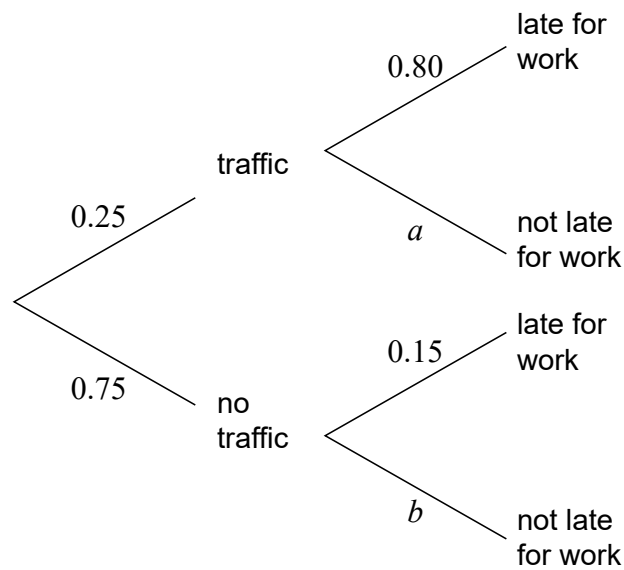 late for
work
0.80
traffic
0.25
a
not late
for work
late for
work
0.15
0.75
no
traffic
b
not late
for work